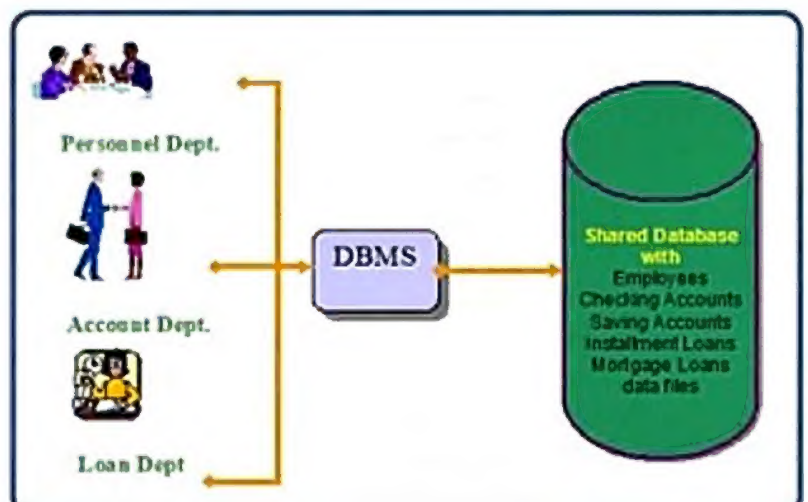 Personnel Dept.
Account Dept.
Loan Dept
DBMS
Shared Database
with
Employees
Checking Accounts
Saving Accounts
Installment Loans
Mortgage Loans
data files